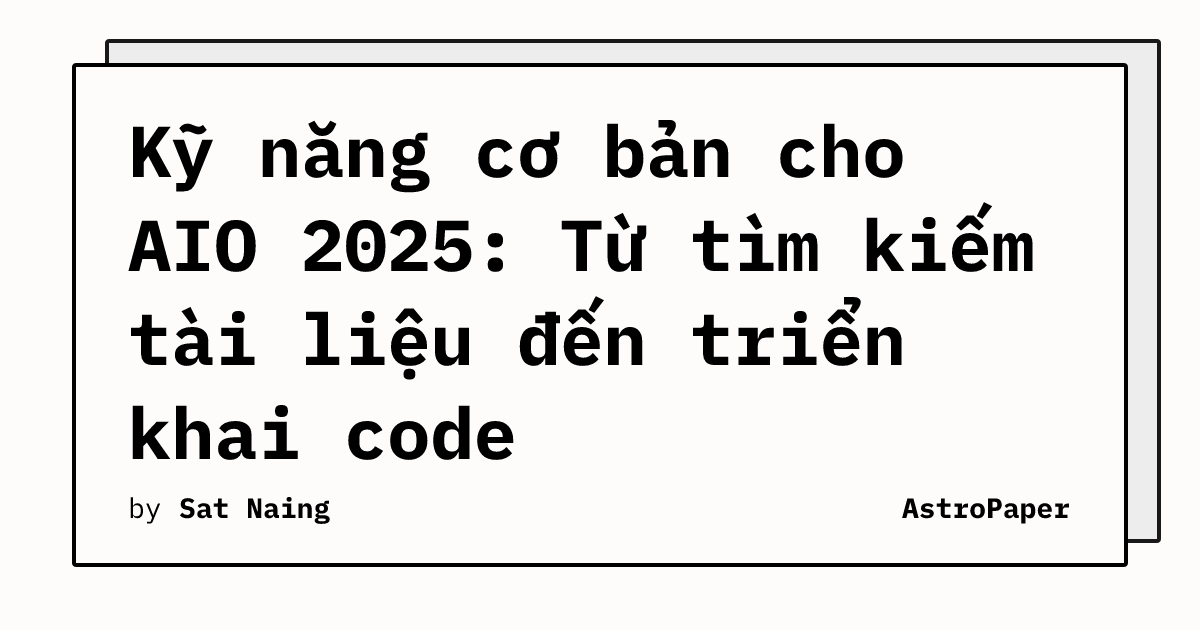 Kỹ năng cơ bản cho
AIO 2025: Từ tìm kiếm
tài liệu đến triển
khai code
by Sat Naing
AstroPaper